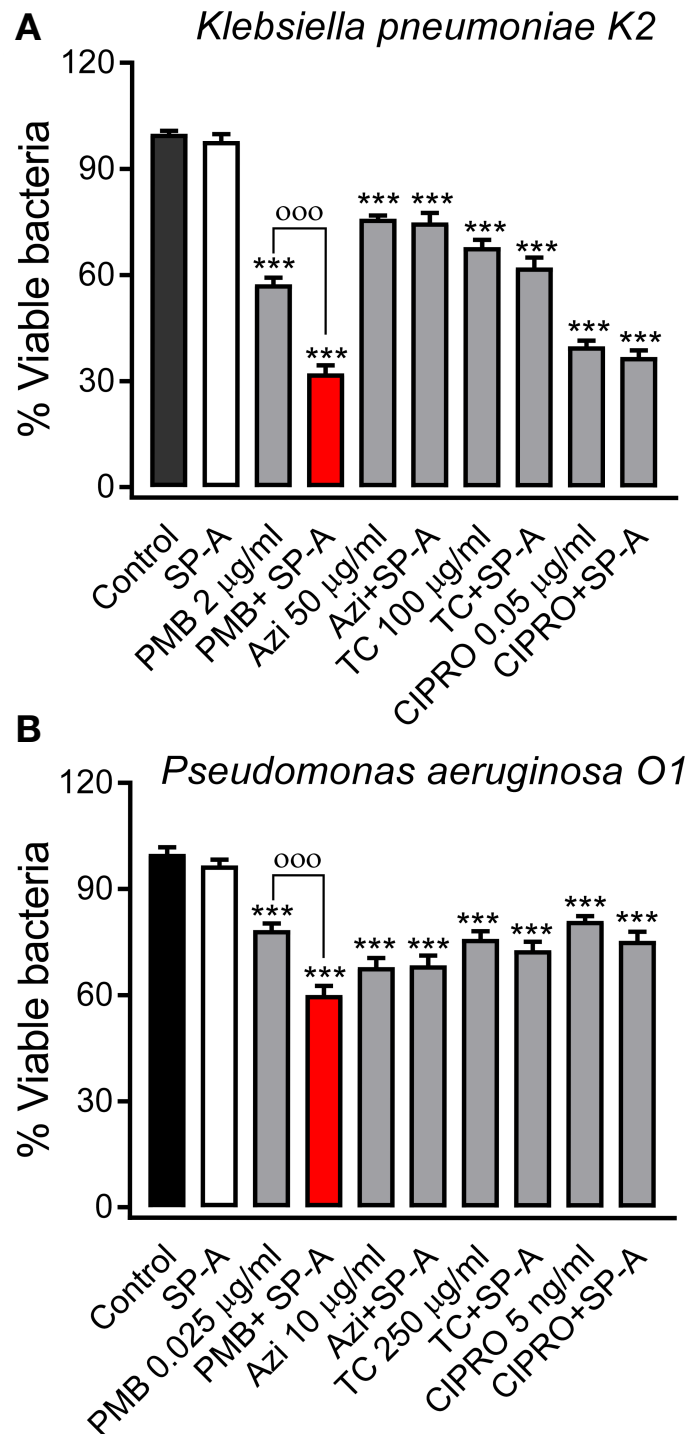 A
Klebsiella pneumoniae K2
120
90
60
30
0
% Viable bacteria
ooo
***
***
***
***
***
***
***
***
Control
SP-A
PMB 2 µg/ml
PMB+ SP-A
Azi 50 µg/ml
Azi+SP-A
TC 100 µg/ml
TC+SP-A
CIPRO 0.05 µg/ml
CIPRO+SP-A
B
Pseudomonas aeruginosa O1
120
90
60
30
0
% Viable bacteria
ooo
***
***
***
***
***
***
***
***
Control
SP-A
PMB 0.025 µg/ml
PMB+ SP-A
Azi 10 µg/ml
Azi+SP-A
TC 250 µg/ml
TC+SP-A
CIPRO 5 ng/ml
CIPRO+SP-A